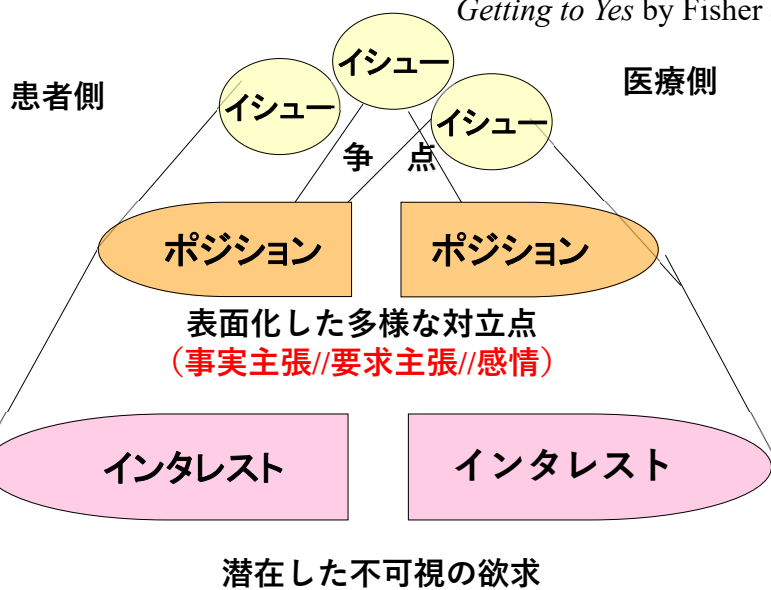 Getting to Yes by Fisher
患者側
医療側
イシュー
イシュー
イシュー
争 点
ポジション
ポジション
表面化した多様な対立点
（事実主張//要求主張//感情）
インタレスト
インタレスト
潜在した不可視の欲求